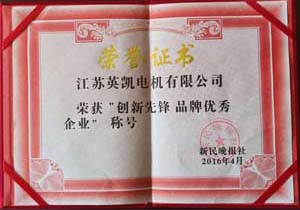 荣誉证书
江苏英凯电机有限公司
荣获“创新先锋 品牌优秀
企业” 称号
新民晚报社
2016年4月